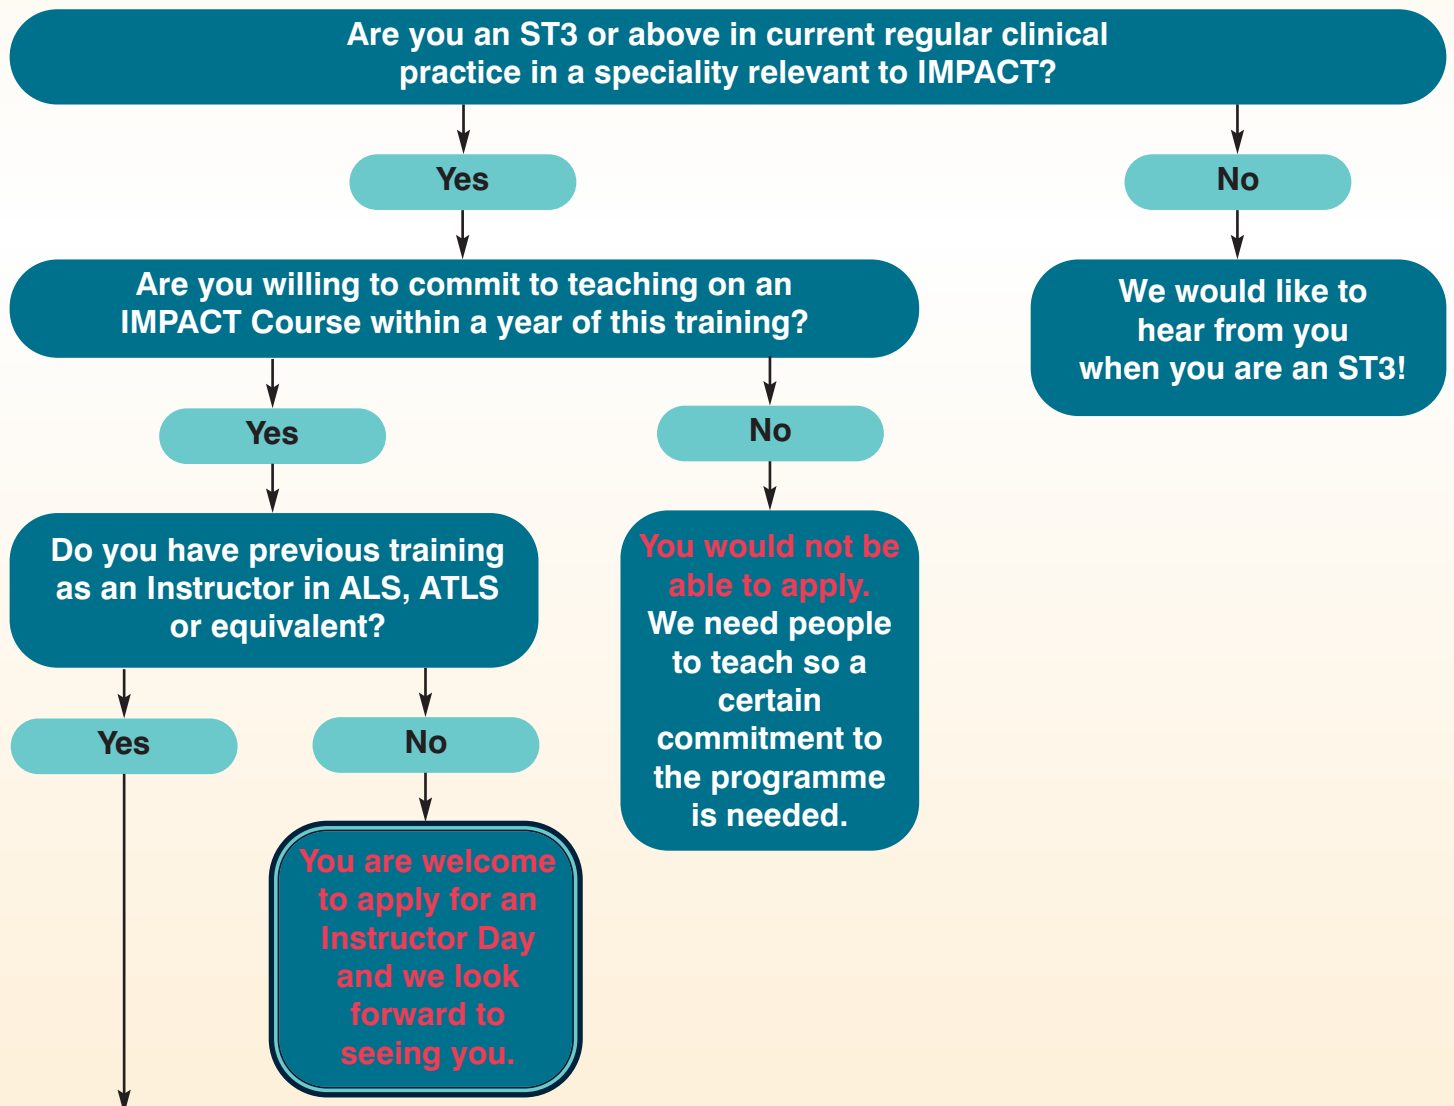 Are you an ST3 or above in current regular clinical
practice in a speciality relevant to IMPACT?
Yes
No
Are you willing to commit to teaching on an
IMPACT Course within a year of this training?
We would like to
hear from you
when you are an ST3!
Yes
No
Do you have previous training
as an Instructor in ALS, ATLS
or equivalent?
You would not be
able to apply.
We need people
to teach so a
certain
commitment to
the programme
is needed.
Yes
No
You are welcome
to apply for an
Instructor Day
and we look
forward to
seeing you.